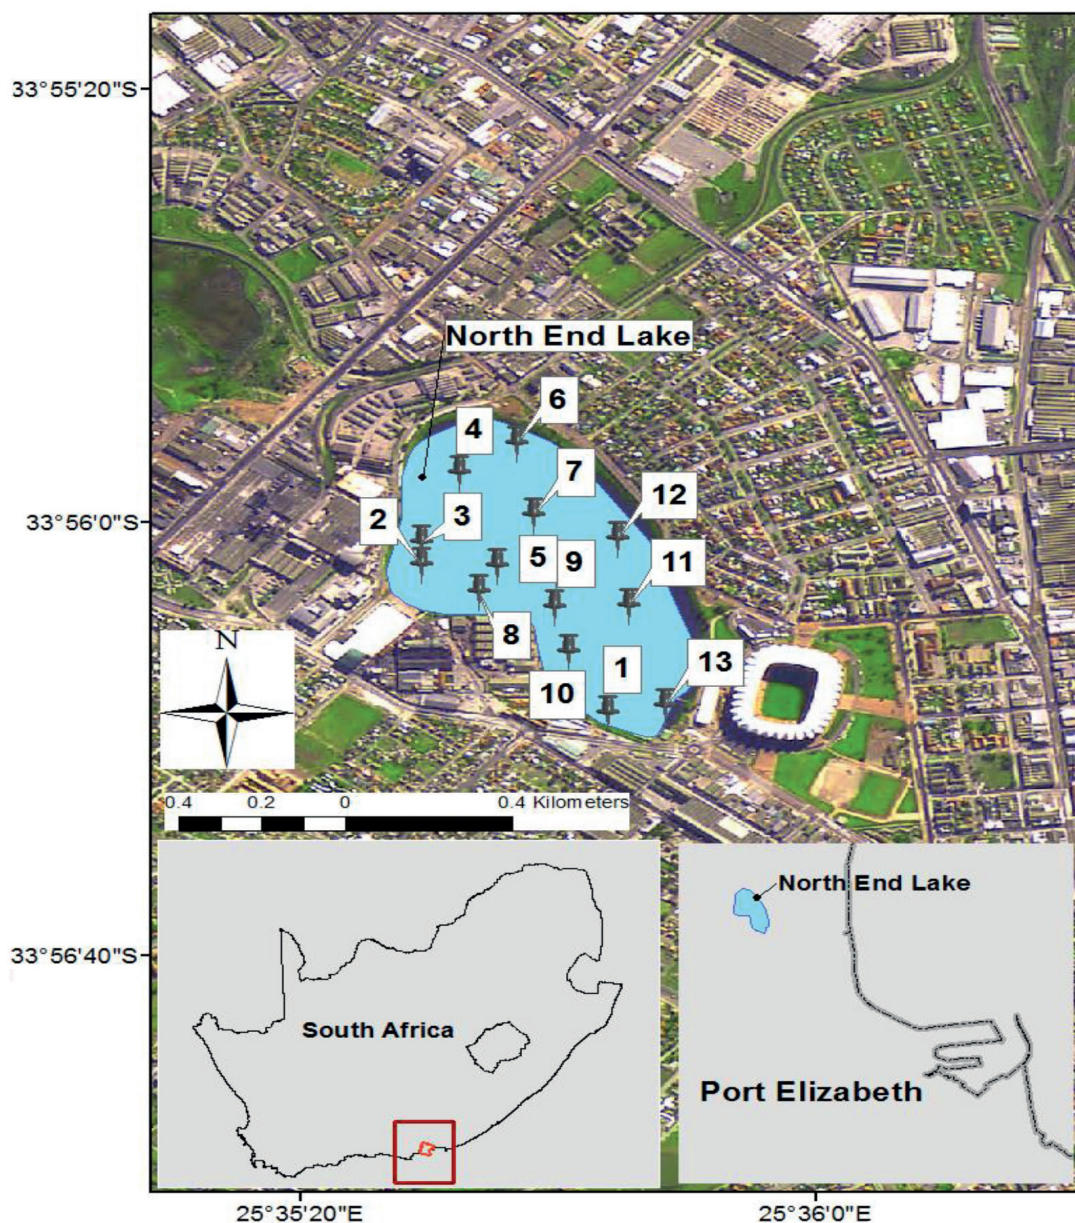 33°55'20"S
North End Lake
6
4
7
12
33°56'0"S
2
3
5
9
11
8
N
1
13
10
0.4 0.2 0 0.4 Kilometers
North End Lake
33°56'40"S
South Africa
Port Elizabeth
25°35'20"E
25°36'0"E